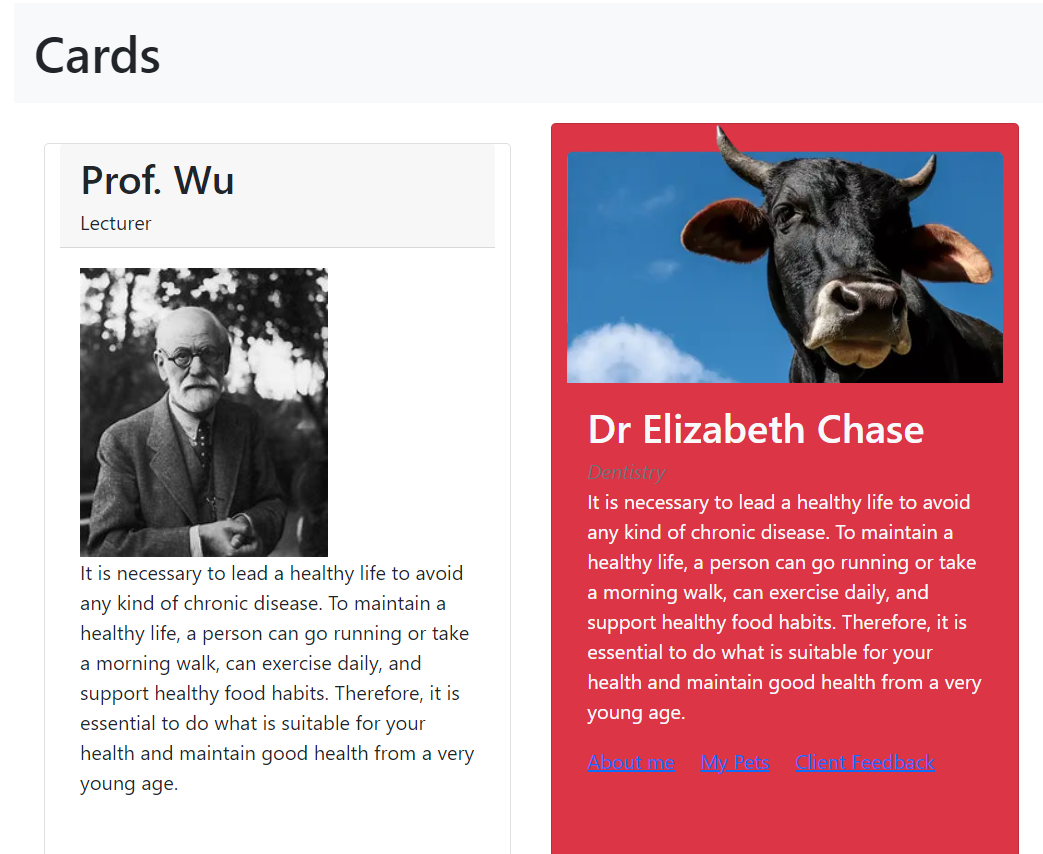 Cards
Prof. Wu
Lecturer
It is necessary to lead a healthy life to avoid
any kind of chronic disease. To maintain a
healthy life, a person can go running or take
a morning walk, can exercise daily, and
support healthy food habits. Therefore, it is
essential to do what is suitable for your
health and maintain good health from a very
young age.
Dr Elizabeth Chase
Dentistry
It is necessary to lead a healthy life to avoid
any kind of chronic disease. To maintain a
healthy life, a person can go running or take
a morning walk, can exercise daily, and
support healthy food habits. Therefore, it is
essential to do what is suitable for your
health and maintain good health from a very
young age.
About me My Pets Client Feedback